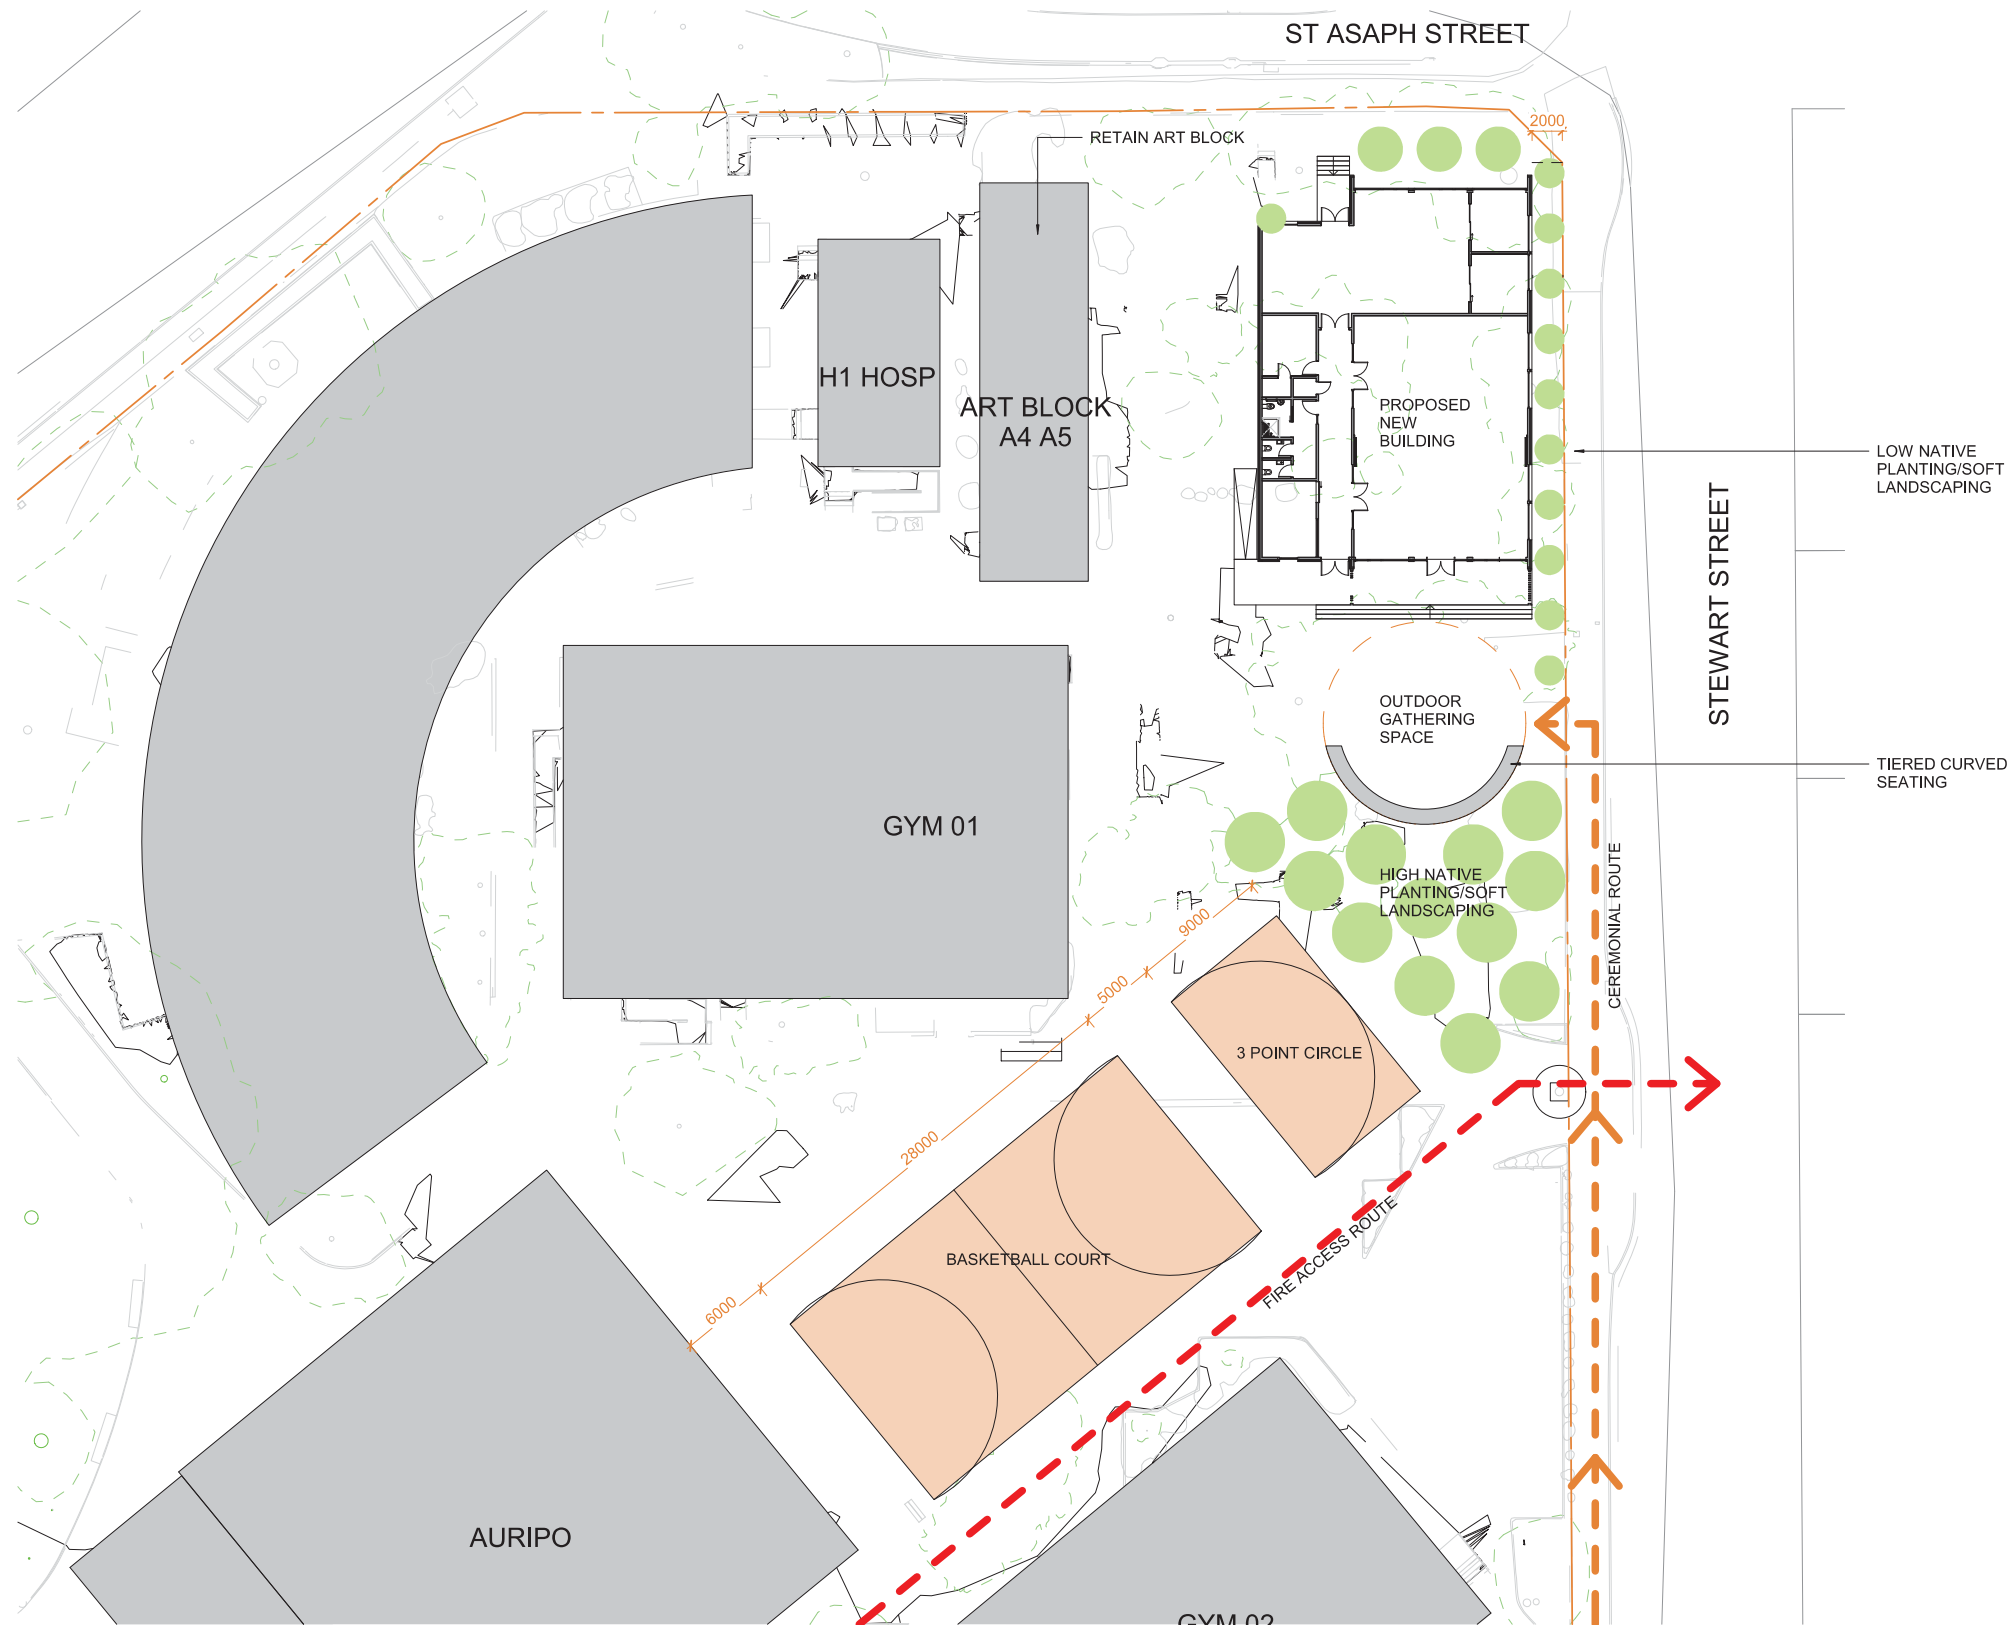 ST ASAPH STREET
2000
RETAIN ART BLOCK
H1 HOSP
ART BLOCK
A4 A5
PROPOSED
NEW
BUILDING
LOW NATIVE
PLANTING/SOFT
LANDSCAPING
STEWART STREET
OUTDOOR
GATHERING
SPACE
TIERED CURVED
SEATING
GYM 01
HIGH NATIVE
PLANTING/SOFT
LANDSCAPING
CEREMONIAL ROUTE
9000
5000
3 POINT CIRCLE
28000
BASKETBALL COURT
FIRE ACCESS ROUTE
6000
AURIPO
GYM 02